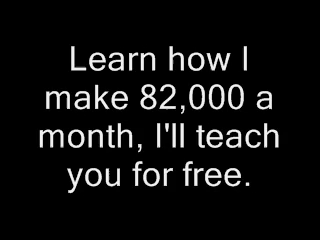 Learn how I
make 82,000 a
month, I'll teach
you for free.